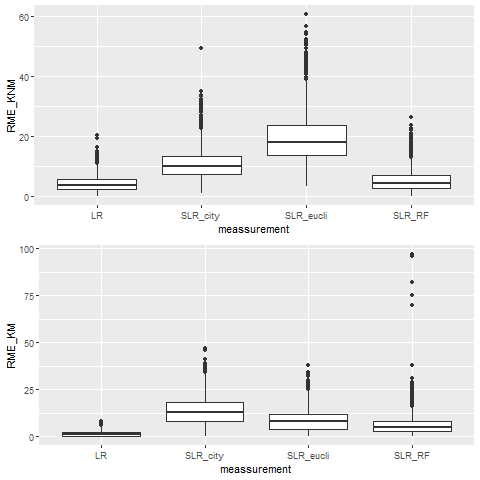 RME_KNM
60
40
20
0
LR SLR_city SLR_eucli SLR_RF
meassurement
RME_KM
100
75
50
25
0
LR SLR_city SLR_eucli SLR_RF
meassurement